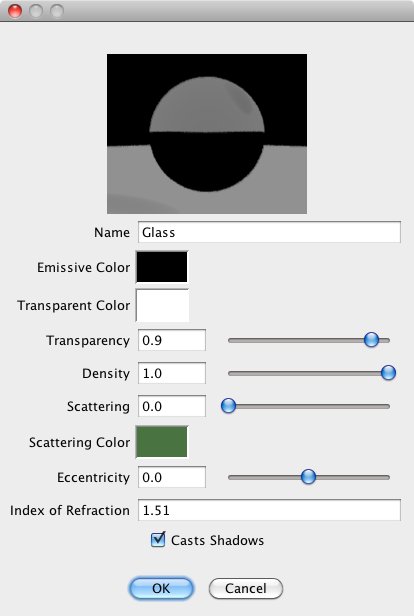 Name Glass
Emissive Color
Transparent Color
Transparency 0.9
Density 1.0
Scattering 0.0
Scattering Color
Eccentricity 0.0
Index of Refraction 1.51
Casts Shadows
OK Cancel